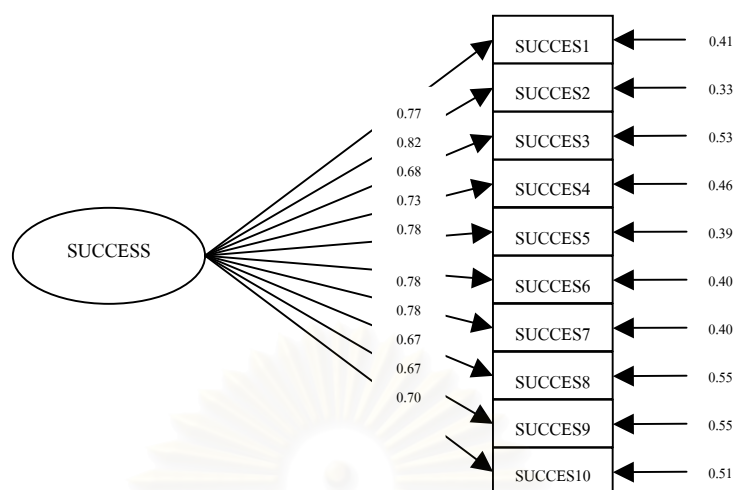 SUCCES1 0.41
SUCCES2 0.33
0.77
0.82
SUCCES3 0.53
0.68
SUCCES4 0.46
0.73
0.78
SUCCES5 0.39
SUCCESS
0.78
SUCCES6 0.40
0.78
SUCCES7 0.40
0.67
0.67
SUCCES8 0.55
0.70
SUCCES9 0.55
SUCCES10 0.51